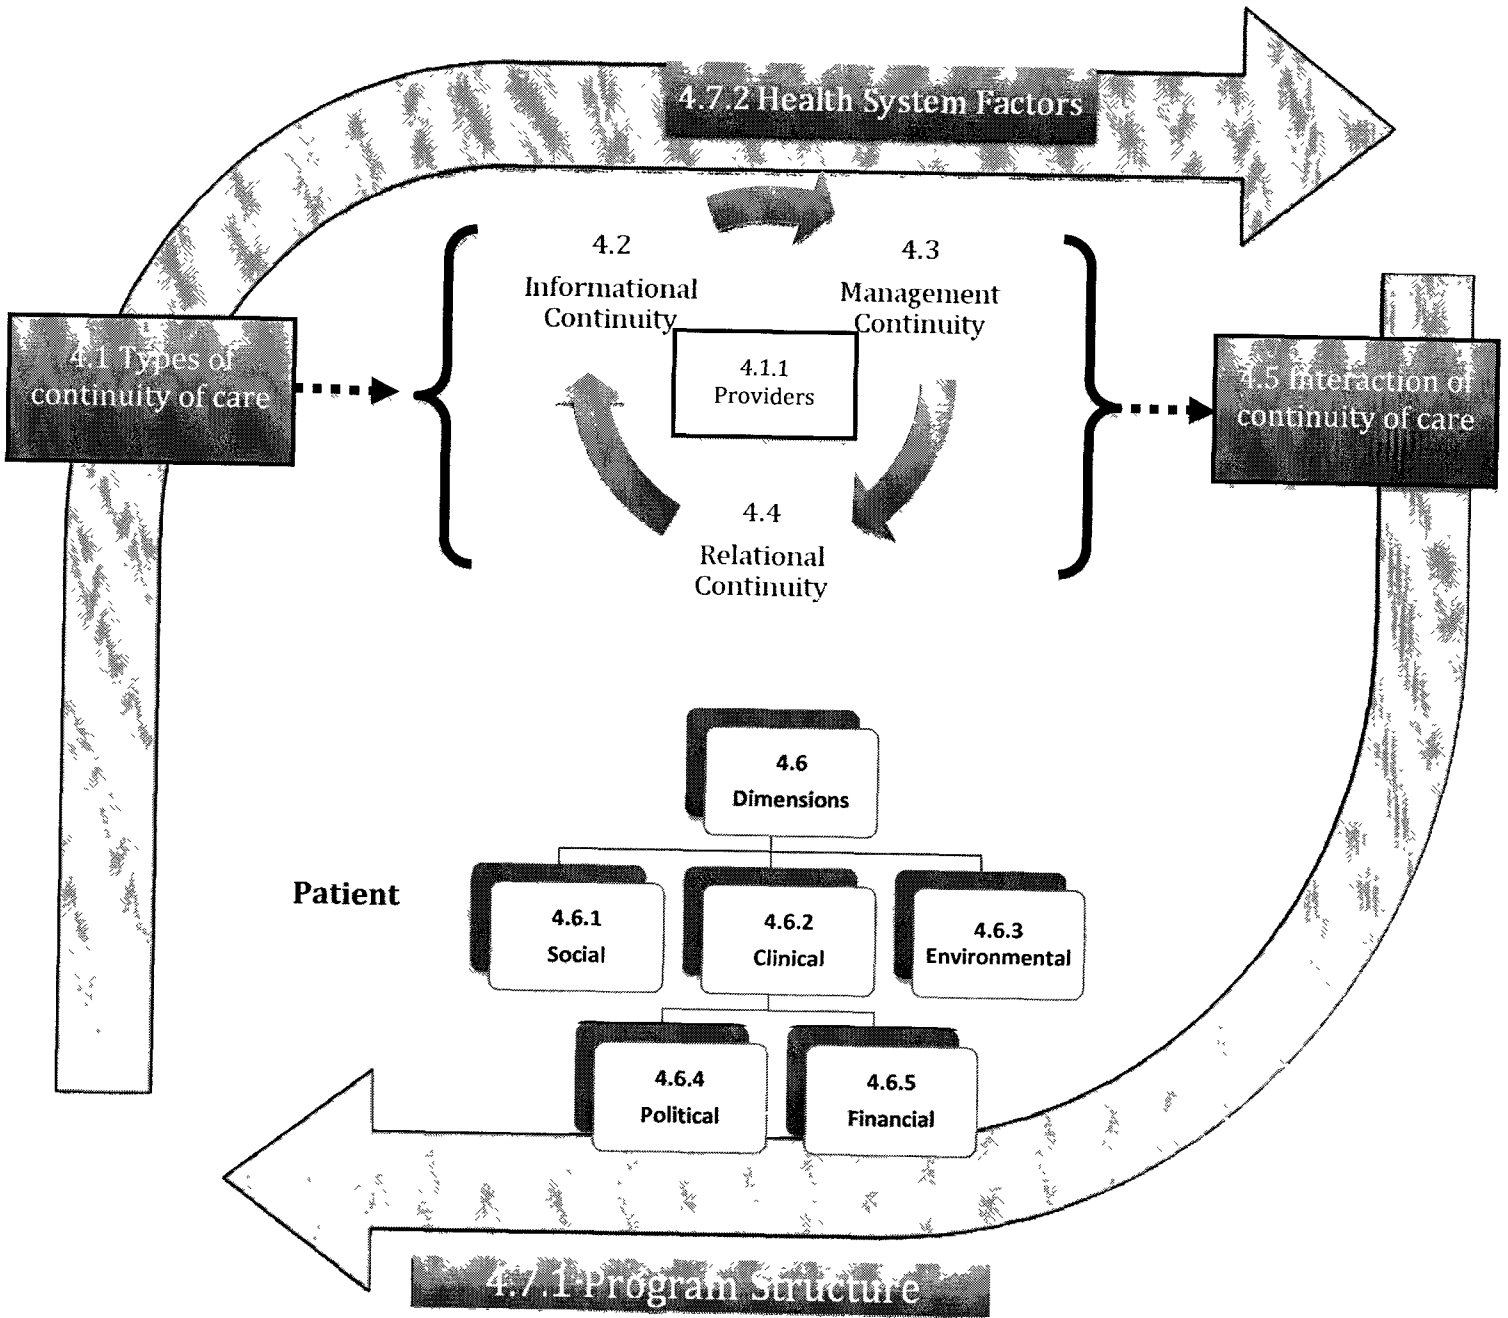 4.7.2 Health System Factors
4.2
Informational
Continuity
4.3
Management
Continuity
4.1 Types of
continuity of care
4.1.1
Providers
4.5 Interaction of
continuity of care
4.4
Relational
Continuity
4.6
Dimensions
Patient
4.6.1
Social
4.6.2
Clinical
4.6.3
Environmental
4.6.4
Political
4.6.5
Financial
4.7.1 Program Structure